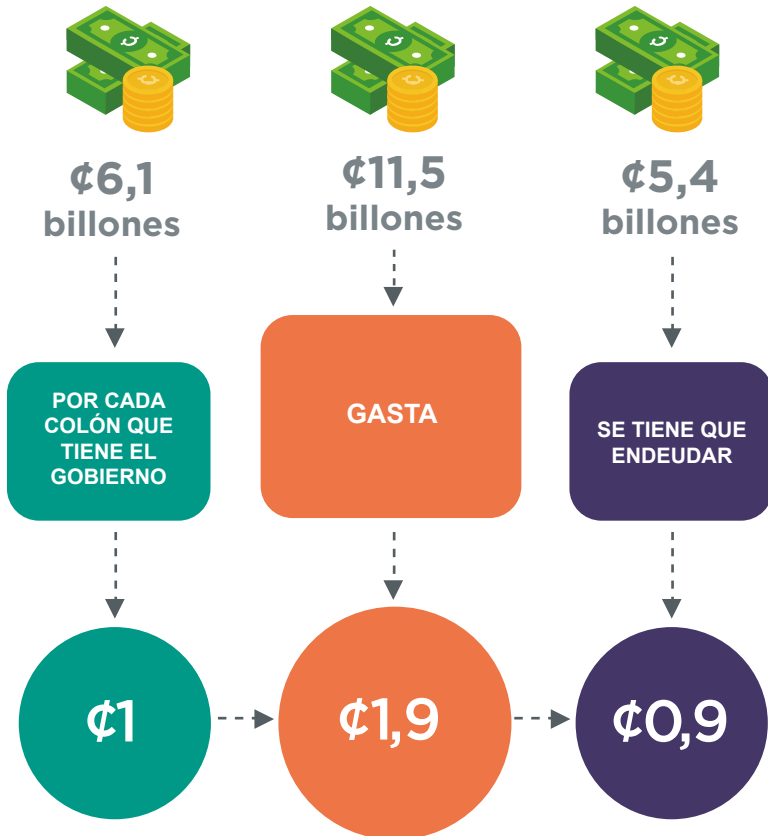 ₡6,1
billones
₡11,5
billones
₡5,4
billones
POR CADA
COLÓN QUE
TIENE EL
GOBIERNO
GASTA
SE TIENE QUE
ENDEUDAR
₡1
₡1,9
₡0,9